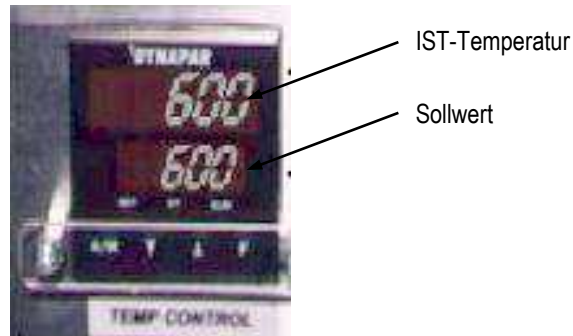 DYNAPAR
600
IST-Temperatur
600
Sollwert
A/M
TEMP CONTROL